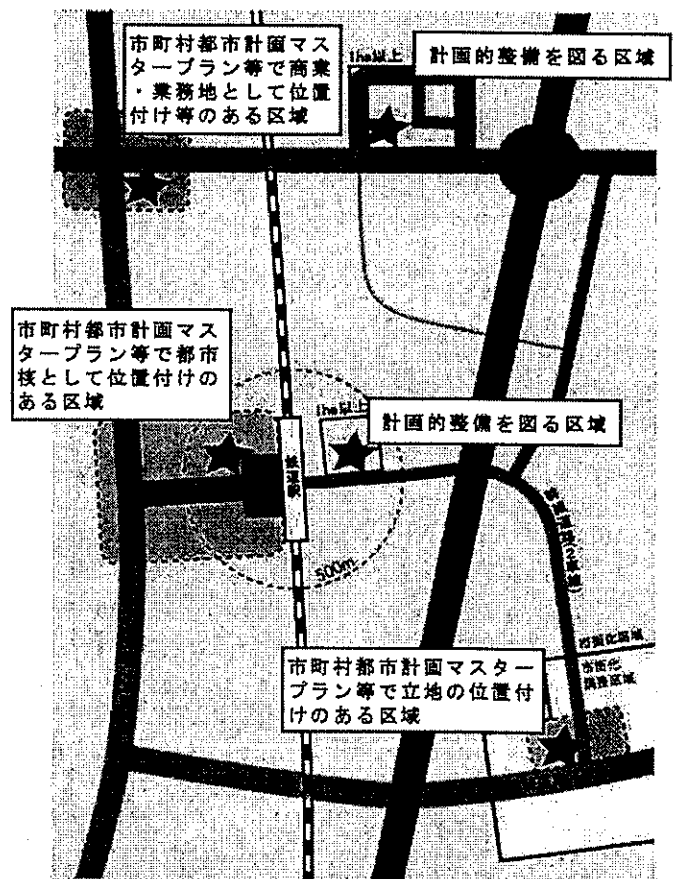 市町村都市計画マス
タープラン等で商業
・業務地として位置
付け等のある区域
1ha以上
計画的整備を図る区域
市町村都市計画マス
タープラン等で都市
核として位置付けの
ある区域
1ha以上
計画的整備を図る区域
鉄道駅
500m
市街化区域
市街化
調整区域
市町村都市計画マスター
プラン等で立地の位置付
けのある区域